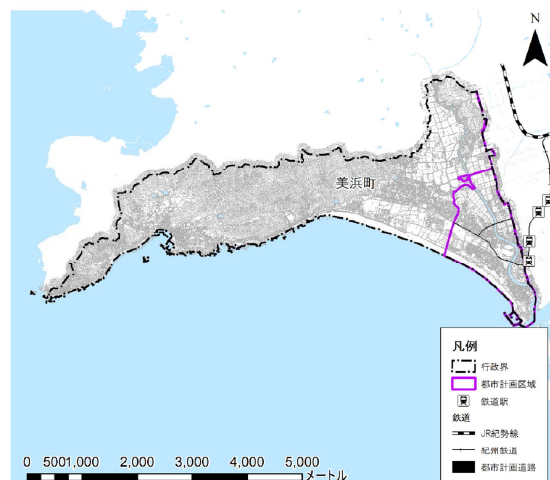 N
美浜町
凡例
行政界
都市計画区域
鉄道駅
鉄道
JR紀勢線
紀州鉄道
都市計画道路
0 5001,000 2,000 3,000 4,000 5,000
メートル